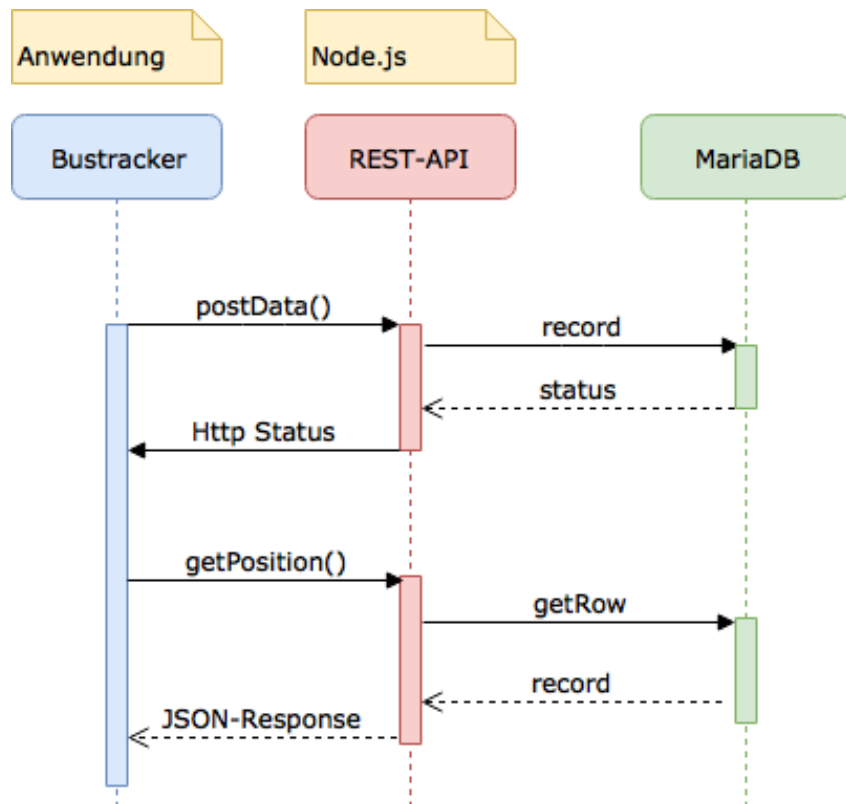 Anwendung
Node.js
Bustracker
REST-API
MariaDB
postData()
record
status
Http Status
getPosition()
getRow
record
JSON-Response